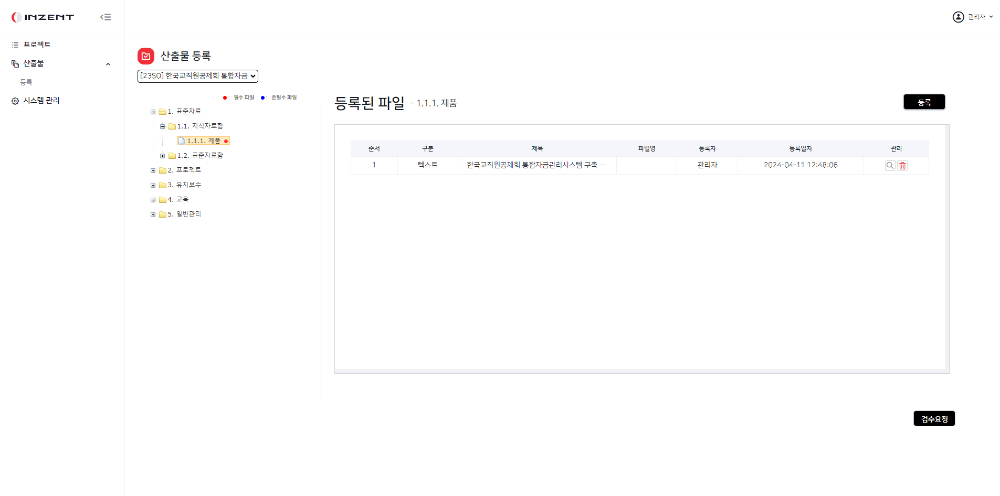 INZENT
관리자
프로젝트
산출물
등록
시스템 관리
산출물 등록
[23S0] 한국교직원공제회 통합자금
: 필수 파일 : 준필수 파일
1. 표준자료
1.1. 지식자료함
1.1.1. 제품
1.2. 표준자료함
2. 프로젝트
3. 유지보수
4. 교육
5. 일반관리
등록된 파일 - 1.1.1. 제품
등록
순서 구분 제목 파일명 등록자 등록일자 관리
1 텍스트 한국교직원공제회 통합자금관리시스템 구축 ... 관리자 2024-04-11 12:48:06
검수요청